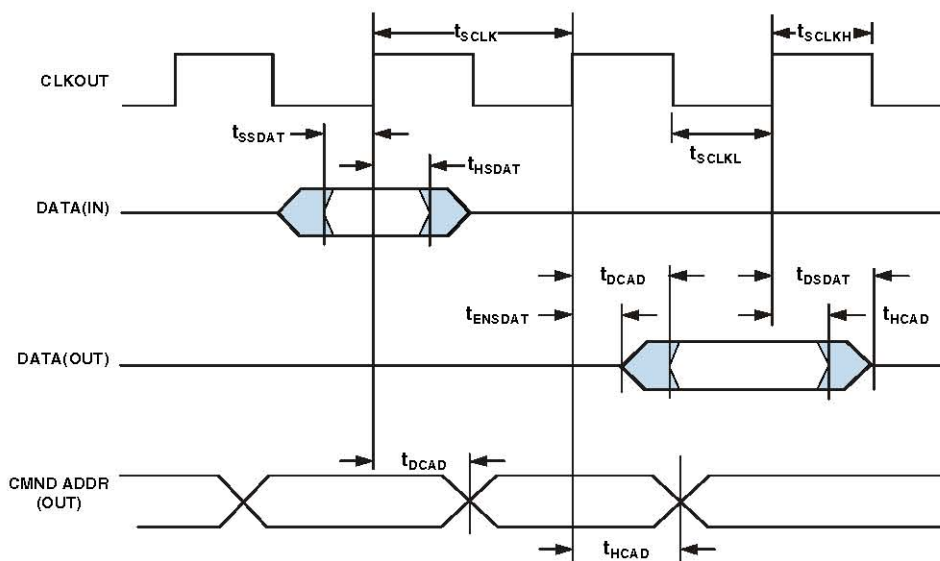 tSCLK
tSCLKH
CLKOUT
tSSDAT
tSCLKL
tHSDAT
DATA(IN)
tDCAD
tDSDAT
tENSDAT
tHCAD
DATA(OUT)
tDCAD
CMND ADDR
(OUT)
tHCAD